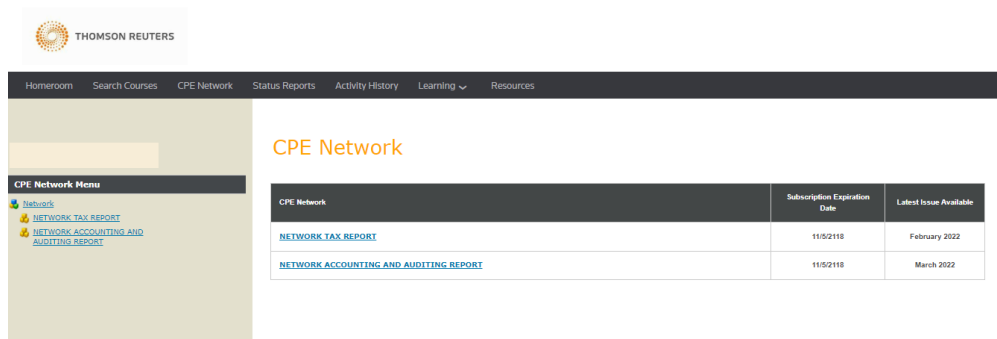 THOMSON REUTERS
Homeroom Search Courses CPE Network Status Reports Activity History Learning Resources
CPE Network
CPE Network Menu
Network
NETWORK TAX REPORT
NETWORK ACCOUNTING AND
AUDITING REPORT
CPE Network Subscription Expiration Date Latest Issue Available
NETWORK TAX REPORT 11/5/2118 February 2022
NETWORK ACCOUNTING AND AUDITING REPORT 11/5/2118 March 2022